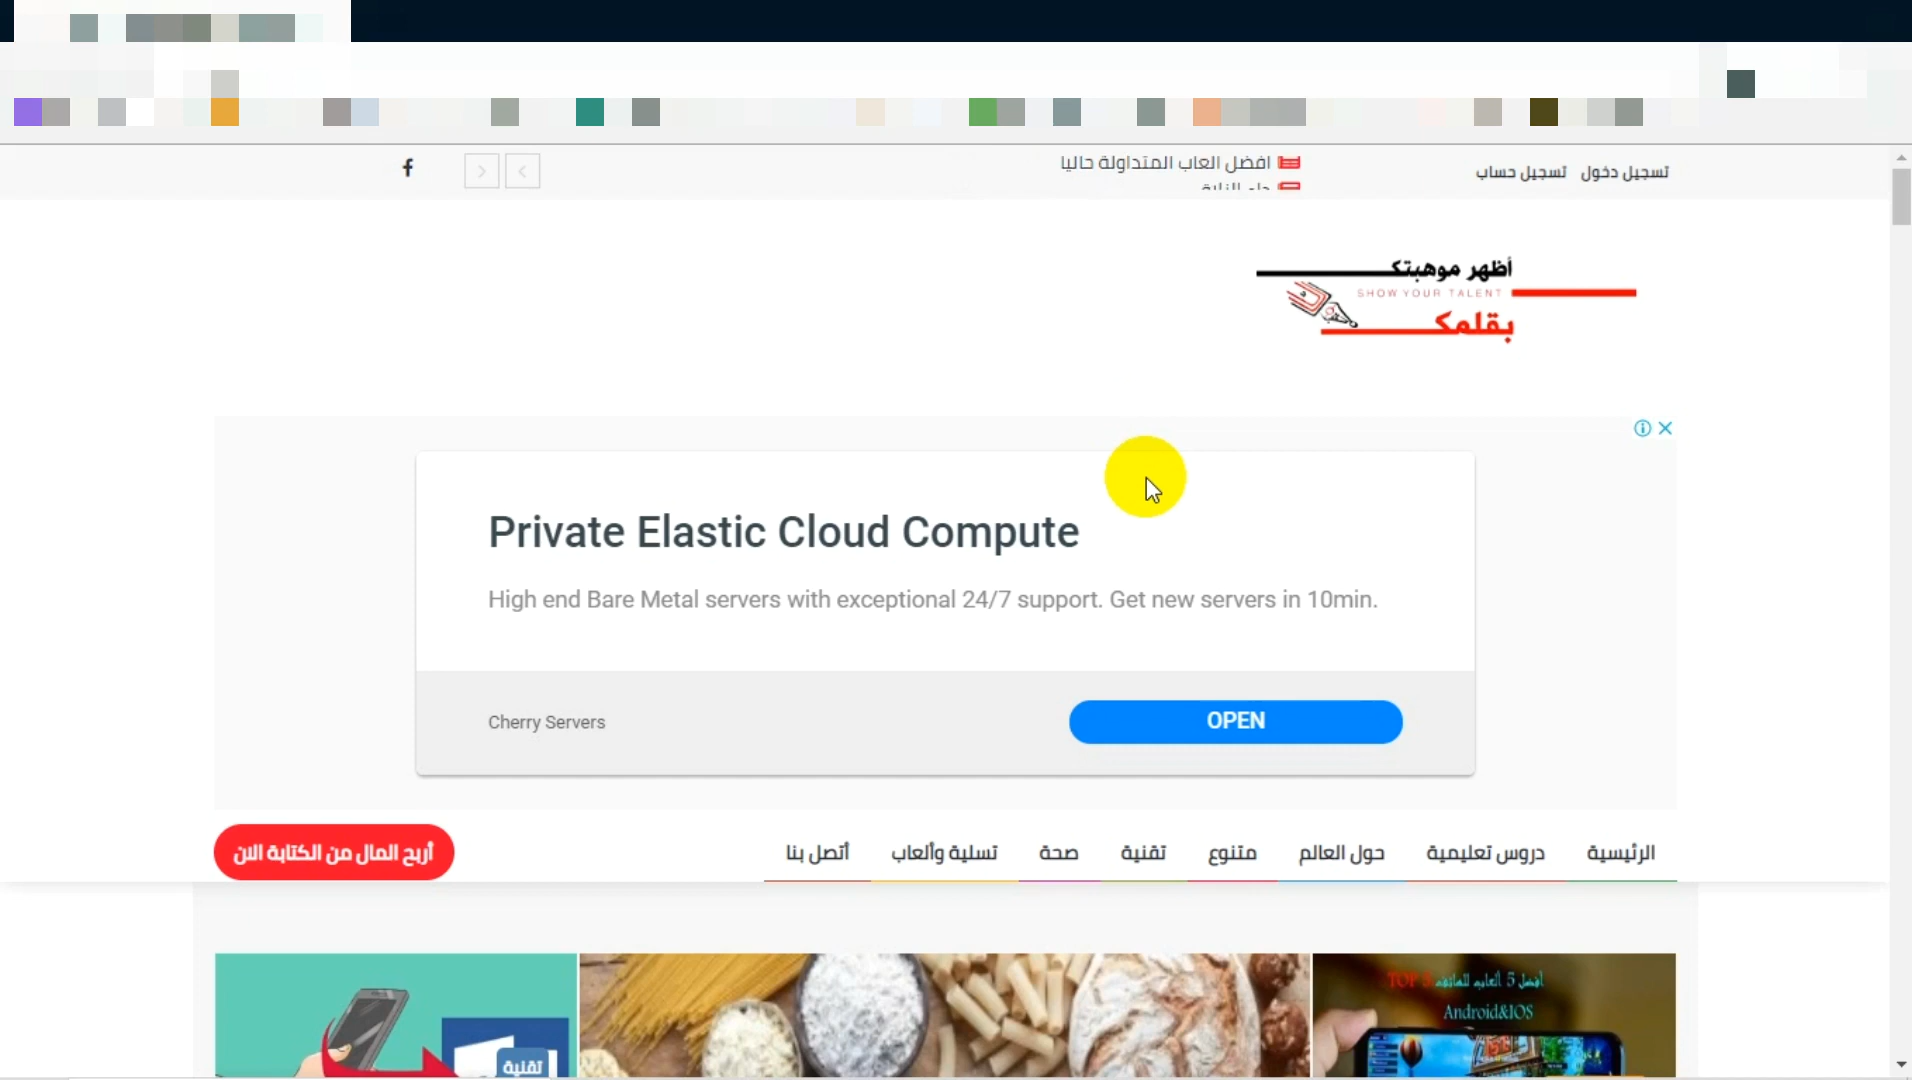 تسجيل دخول تسجيل حساب
افضل العاب المتداولة حاليا
أظهر موهبتك
SHOW YOUR TALENT
بقلمك
Private Elastic Cloud Compute
High end Bare Metal servers with exceptional 24/7 support. Get new servers in 10min.
Cherry Servers
OPEN
الرئيسية دروس تعليمية حول العالم متنوع تقنية صحة تسلية وألعاب أتصل بنا
أربح المال من الكتابة الان
TOP 5
Android&IOS
تقنية